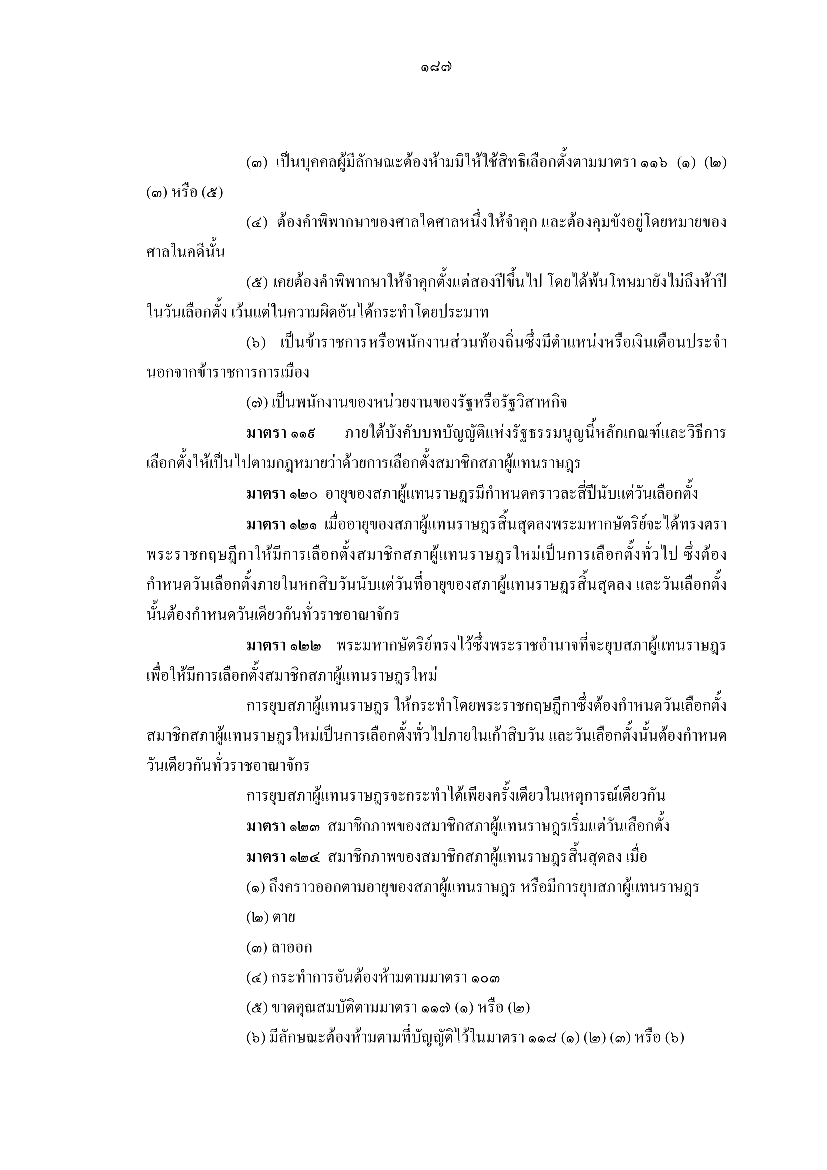 ๑๘๗
(๓) เป็นบุคคลผู้มีลักษณะต้องห้ามมิให้ใช้สิทธิเลือกตั้งตามมาตรา ๑๑๖ (๑) (๒)
(๓) หรือ (๕)
(๔) ต้องคำพิพากษาของศาลใดศาลหนึ่งให้จำคุก และต้องคุมขังอยู่โดยหมายของ
ศาลในคดีนั้น
(๕) เคยต้องคำพิพากษาให้จำคุกตั้งแต่สองปีขึ้นไป โดยได้พ้นโทษมายังไม่ถึงห้าปี
ในวันเลือกตั้ง เว้นแต่ในความผิดอันได้กระทำโดยประมาท
(๖) เป็นข้าราชการหรือพนักงานส่วนท้องถิ่นซึ่งมีตำแหน่งหรือเงินเดือนประจำ
นอกจากข้าราชการการเมือง
(๗) เป็นพนักงานของหน่วยงานของรัฐหรือรัฐวิสาหกิจ
มาตรา ๑๑๙ ภายใต้บังคับบทบัญญัติแห่งรัฐธรรมนูญนี้หลักเกณฑ์และวิธีการ
เลือกตั้งให้เป็นไปตามกฎหมายว่าด้วยการเลือกตั้งสมาชิกสภาผู้แทนราษฎร
มาตรา ๑๒๐ อายุของสภาผู้แทนราษฎรมีกำหนดคราวละสี่ปีนับแต่วันเลือกตั้ง
มาตรา ๑๒๑ เมื่ออายุของสภาผู้แทนราษฎรสิ้นสุดลงพระมหากษัตริย์จะได้ทรงตรา
พระราชกฤษฎีกาให้มีการเลือกตั้งสมาชิกสภาผู้แทนราษฎรใหม่เป็นการเลือกตั้งทั่วไป ซึ่งต้อง
กำหนดวันเลือกตั้งภายในหกสิบวันนับแต่วันที่อายุของสภาผู้แทนราษฎรสิ้นสุดลง และวันเลือกตั้ง
นั้นต้องกำหนดวันเดียวกันทั่วราชอาณาจักร
มาตรา ๑๒๒ พระมหากษัตริย์ทรงไว้ซึ่งพระราชอำนาจที่จะยุบสภาผู้แทนราษฎร
เพื่อให้มีการเลือกตั้งสมาชิกสภาผู้แทนราษฎรใหม่
การยุบสภาผู้แทนราษฎร ให้กระทำโดยพระราชกฤษฎีกาซึ่งต้องกำหนดวันเลือกตั้ง
สมาชิกสภาผู้แทนราษฎรใหม่เป็นการเลือกตั้งทั่วไปภายในเก้าสิบวัน และวันเลือกตั้งนั้นต้องกำหนด
วันเดียวกันทั่วราชอาณาจักร
การยุบสภาผู้แทนราษฎรจะกระทำได้เพียงครั้งเดียวในเหตุการณ์เดียวกัน
มาตรา ๑๒๓ สมาชิกภาพของสมาชิกสภาผู้แทนราษฎรเริ่มแต่วันเลือกตั้ง
มาตรา ๑๒๔ สมาชิกภาพของสมาชิกสภาผู้แทนราษฎรสิ้นสุดลง เมื่อ
(๑) ถึงคราวออกตามอายุของสภาผู้แทนราษฎร หรือมีการยุบสภาผู้แทนราษฎร
(๒) ตาย
(๓) ลาออก
(๔) กระทำการอันต้องห้ามตามมาตรา ๑๐๓
(๕) ขาดคุณสมบัติตามมาตรา ๑๑๗ (๑) หรือ (๒)
(๖) มีลักษณะต้องห้ามตามที่บัญญัติไว้ในมาตรา ๑๑๘ (๑) (๒) (๓) หรือ (๖)